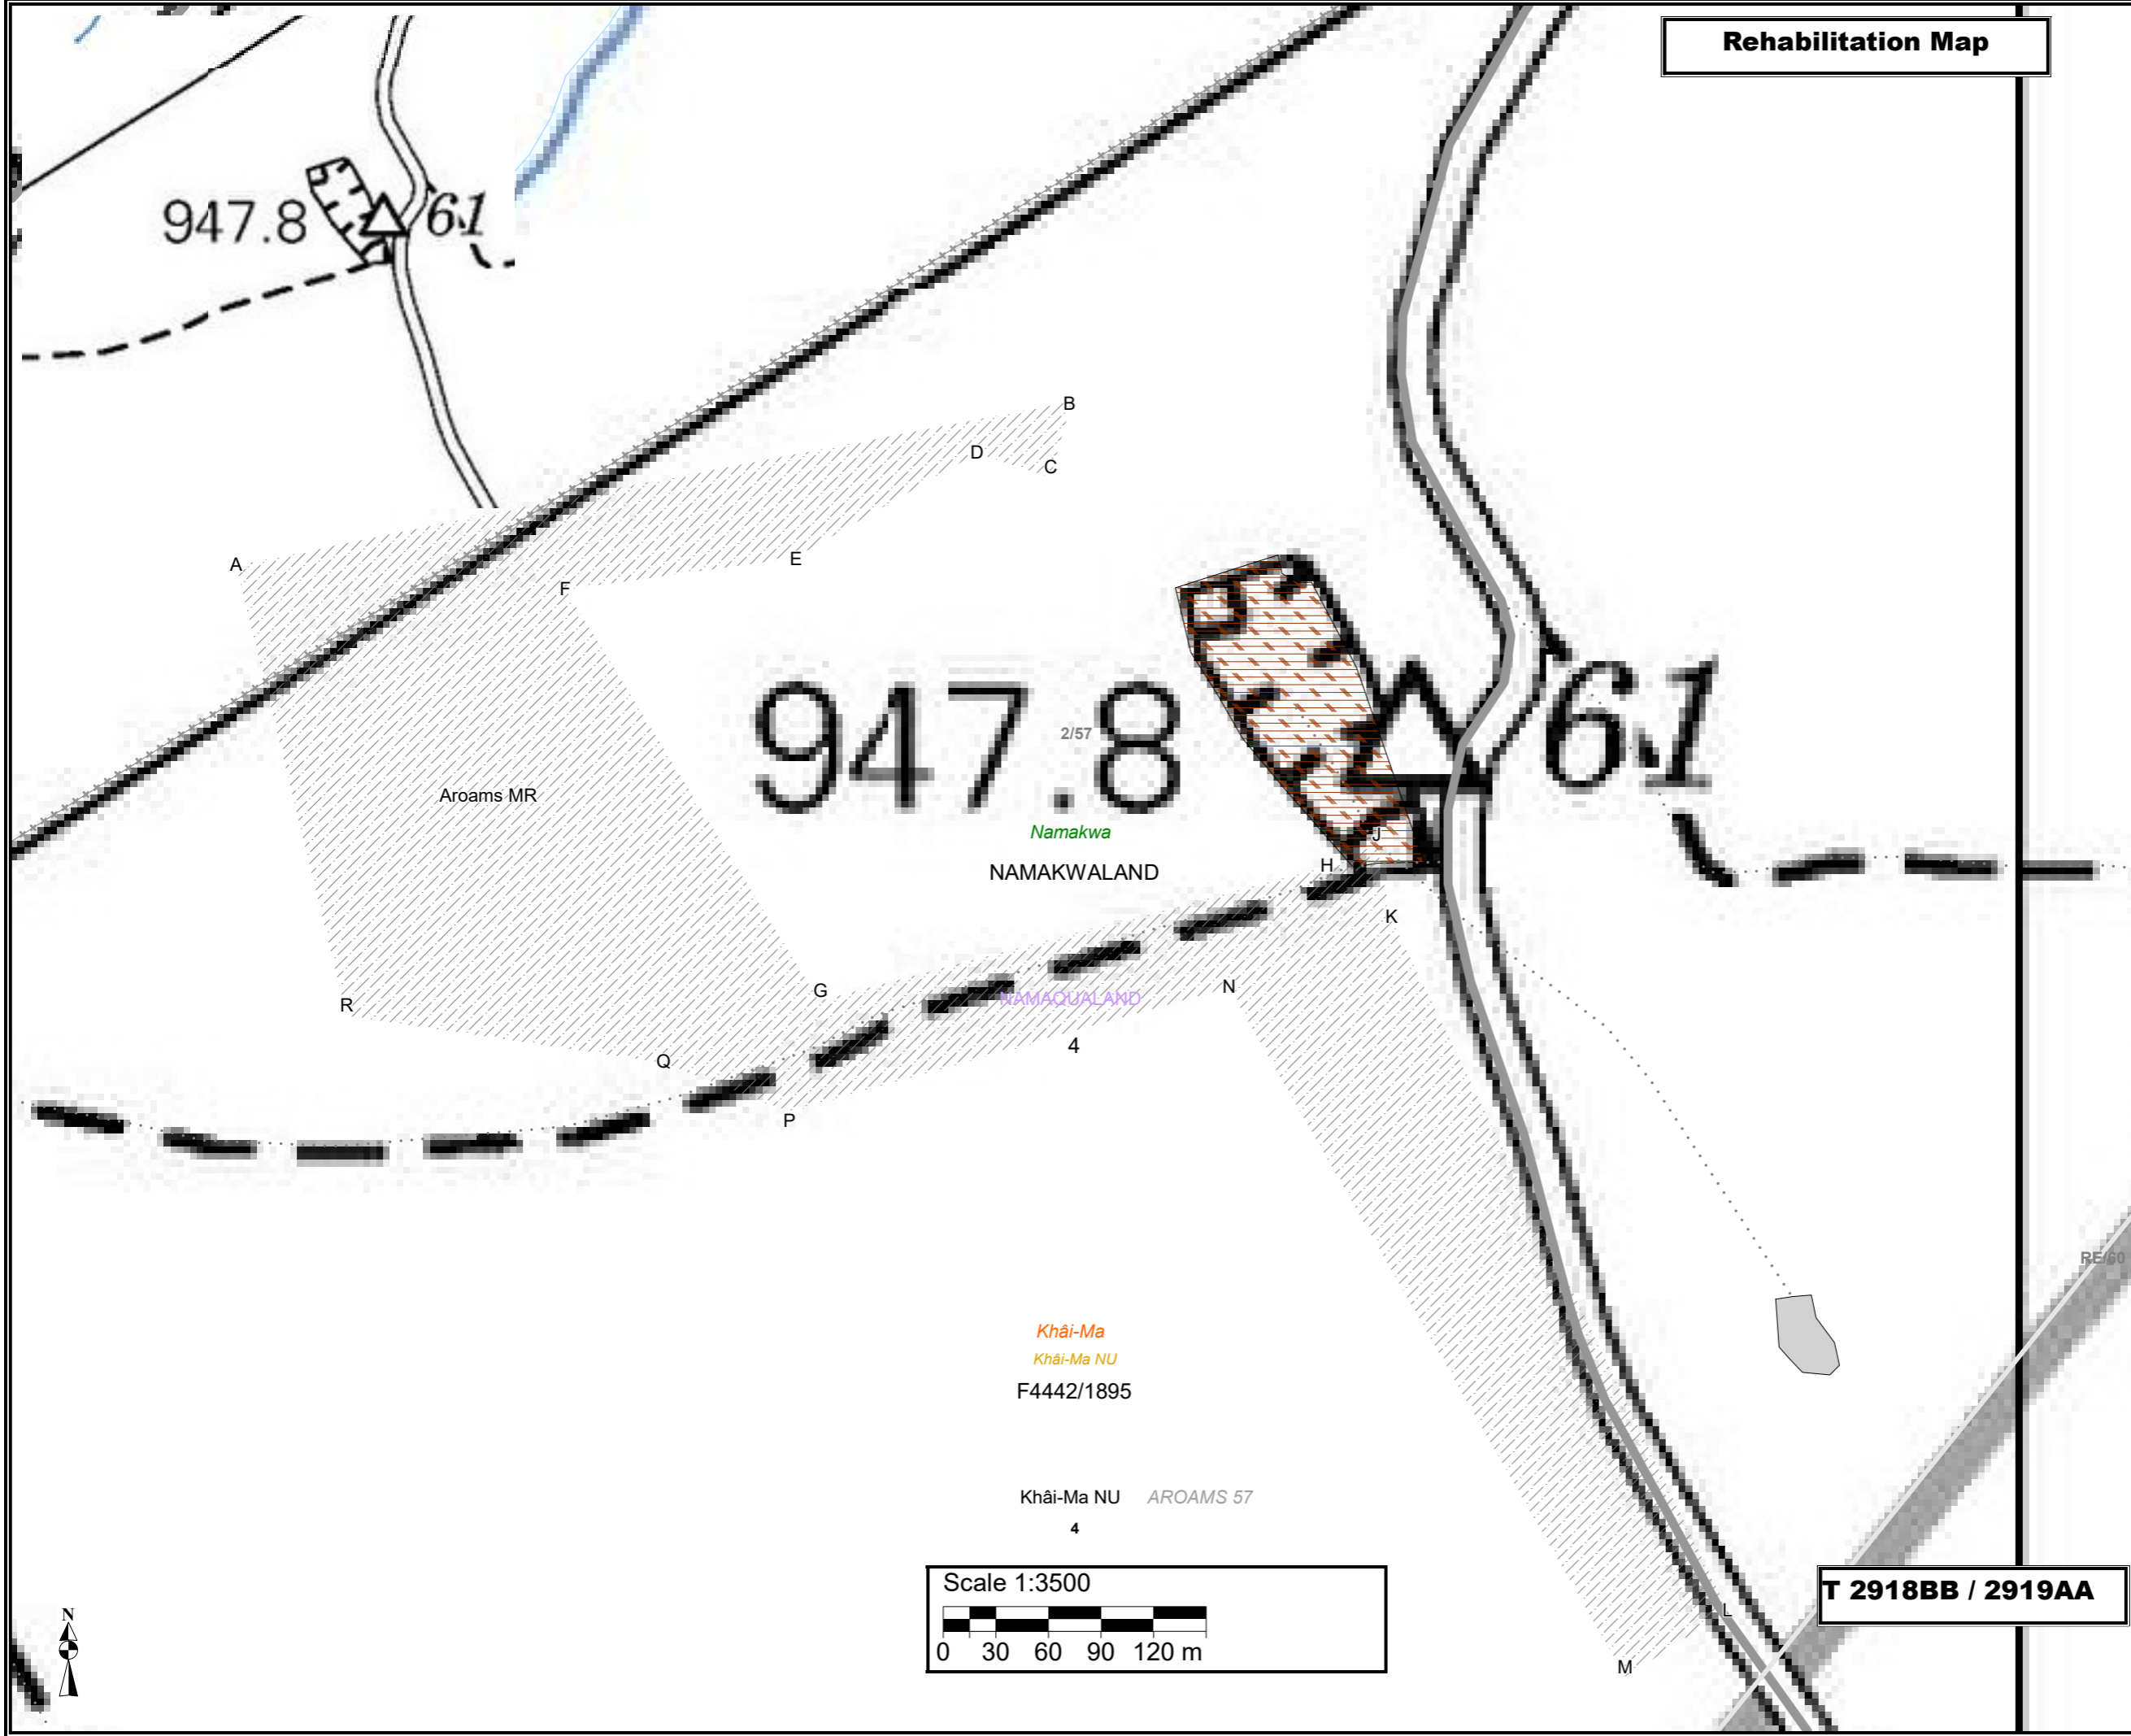 Rehabilitation Map
947.8
61
B
D
C
A
E
F
947.8
61
2/57
Aroams MR
Namakwa
J
H
NAMAKWALAND
K
G
N
R
NAMAQUALAND
4
Q
P
RE/60
Khâi-Ma
Khâi-Ma NU
F4442/1895
Khâi-Ma NU AROAMS 57
4
Scale 1:3500
0 30 60 90 120 m
T 2918BB / 2919AA
L
M
N